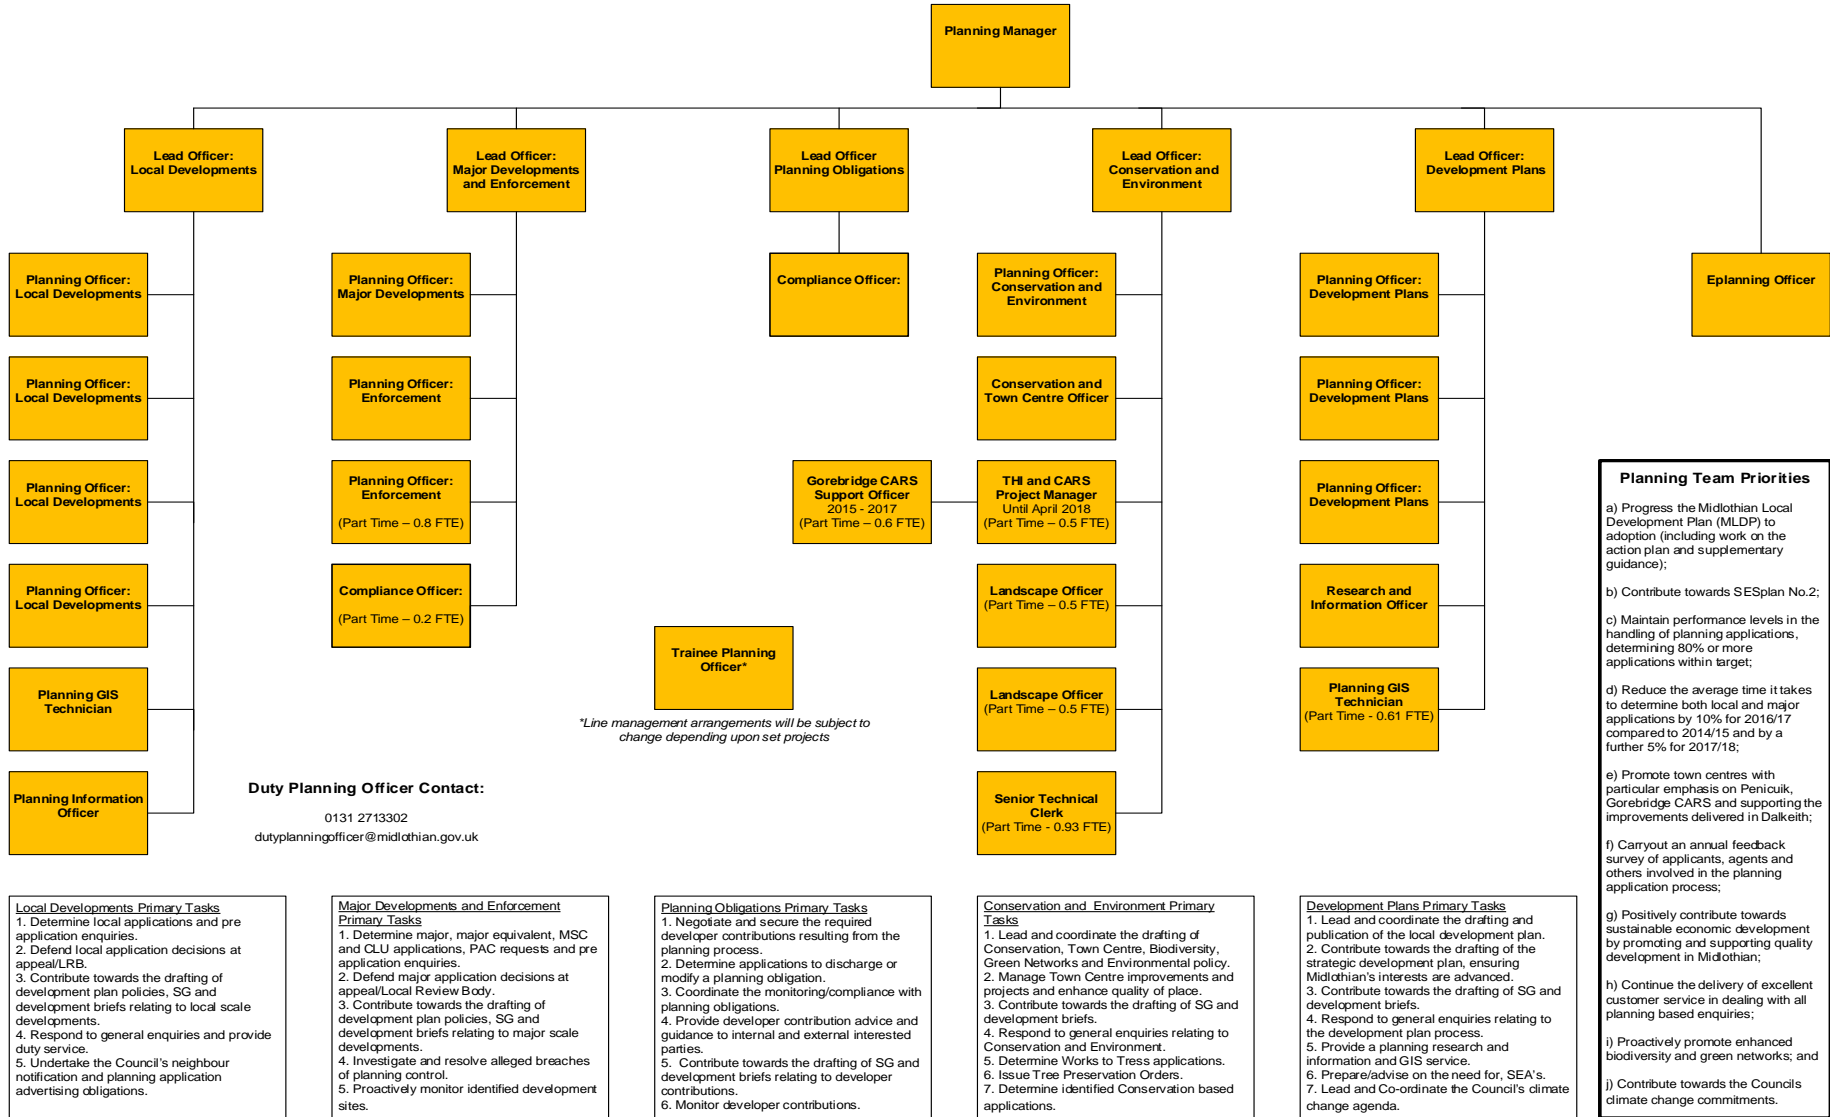 Planning Manager
Lead Officer:
Local Developments
Lead Officer:
Major Developments
and Enforcement
Lead Officer
Planning Obligations
Lead Officer:
Conservation and
Environment
Lead Officer:
Development Plans
Planning Officer:
Local Developments
Planning Officer:
Major Developments
Compliance Officer:
Planning Officer:
Conservation and
Environment
Planning Officer:
Development Plans
Eplanning Officer
Planning Officer:
Local Developments
Planning Officer:
Enforcement
Conservation and
Town Centre Officer
Planning Officer:
Development Plans
Planning Officer:
Local Developments
Planning Officer:
Enforcement
(Part Time – 0.8 FTE)
Gorebridge CARS
Support Officer
2015 - 2017
(Part Time – 0.6 FTE)
THI and CARS
Project Manager
Until April 2018
(Part Time – 0.5 FTE)
Planning Officer:
Development Plans
Planning Officer:
Local Developments
Compliance Officer:
(Part Time – 0.2 FTE)
Landscape Officer
(Part Time – 0.5 FTE)
Research and
Information Officer
Trainee Planning
Officer*
*Line management arrangements will be subject to
change depending upon set projects
Planning GIS
Technician
Landscape Officer
(Part Time – 0.5 FTE)
Planning GIS
Technician
(Part Time - 0.61 FTE)
Planning Information
Officer
Duty Planning Officer Contact:
0131 2713302
dutyplanningofficer@midlothian.gov.uk
Senior Technical
Clerk
(Part Time - 0.93 FTE)
Planning Team Priorities
a) Progress the Midlothian Local
Development Plan (MLDP) to
adoption (including work on the
action plan and supplementary
guidance);
b) Contribute towards SESplan No.2;
c) Maintain performance levels in the
handling of planning applications,
determining 80% or more
applications within target;
d) Reduce the average time it takes
to determine both local and major
applications by 10% for 2016/17
compared to 2014/15 and by a
further 5% for 2017/18;
e) Promote town centres with
particular emphasis on Penicuik,
Gorebridge CARS and supporting the
improvements delivered in Dalkeith;
f) Carryout an annual feedback
survey of applicants, agents and
others involved in the planning
application process;
g) Positively contribute towards
sustainable economic development
by promoting and supporting quality
development in Midlothian;
h) Continue the delivery of excellent
customer service in dealing with all
planning based enquiries;
i) Proactively promote enhanced
biodiversity and green networks; and
j) Contribute towards the Councils
climate change commitments.
Local Developments Primary Tasks
1. Determine local applications and pre
application enquiries.
2. Defend local application decisions at
appeal/LRB.
3. Contribute towards the drafting of
development plan policies, SG and
development briefs relating to local scale
developments.
4. Respond to general enquiries and provide
duty service.
5. Undertake the Council's neighbour
notification and planning application
advertising obligations.
Major Developments and Enforcement
Primary Tasks
1. Determine major, major equivalent, MSC
and CLU applications, PAC requests and pre
application enquiries.
2. Defend major application decisions at
appeal/Local Review Body.
3. Contribute towards the drafting of
development plan policies, SG and
development briefs relating to major scale
developments.
4. Investigate and resolve alleged breaches
of planning control.
5. Proactively monitor identified development
sites.
Planning Obligations Primary Tasks
1. Negotiate and secure the required
developer contributions resulting from the
planning process.
2. Determine applications to discharge or
modify a planning obligation.
3. Coordinate the monitoring/compliance with
planning obligations.
4. Provide developer contribution advice and
guidance to internal and external interested
parties.
5. Contribute towards the drafting of SG and
development briefs relating to developer
contributions.
6. Monitor developer contributions.
Conservation and Environment Primary
Tasks
1. Lead and coordinate the drafting of
Conservation, Town Centre, Biodiversity,
Green Networks and Environmental policy.
2. Manage Town Centre improvements and
projects and enhance quality of place.
3. Contribute towards the drafting of SG and
development briefs.
4. Respond to general enquiries relating to
Conservation and Environment.
5. Determine Works to Tress applications.
6. Issue Tree Preservation Orders.
7. Determine identified Conservation based
applications.
Development Plans Primary Tasks
1. Lead and coordinate the drafting and
publication of the local development plan.
2. Contribute towards the drafting of the
strategic development plan, ensuring
Midlothian's interests are advanced.
3. Contribute towards the drafting of SG and
development briefs.
4. Respond to general enquiries relating to
the development plan process.
5. Provide a planning research and
information and GIS service.
6. Prepare/advise on the need for, SEA's.
7. Lead and Co-ordinate the Council's climate
change agenda.